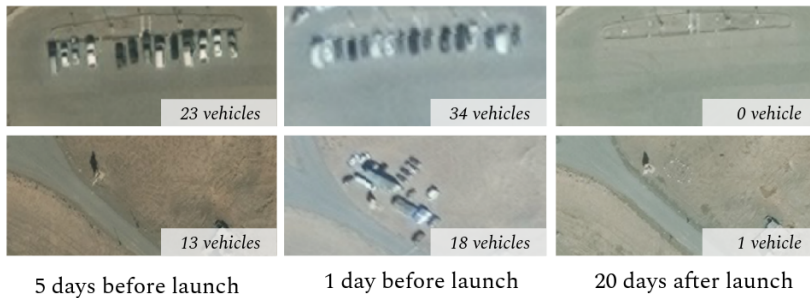 23 vehicles
34 vehicles
0 vehicle
13 vehicles
18 vehicles
1 vehicle
5 days before launch
1 day before launch
20 days after launch